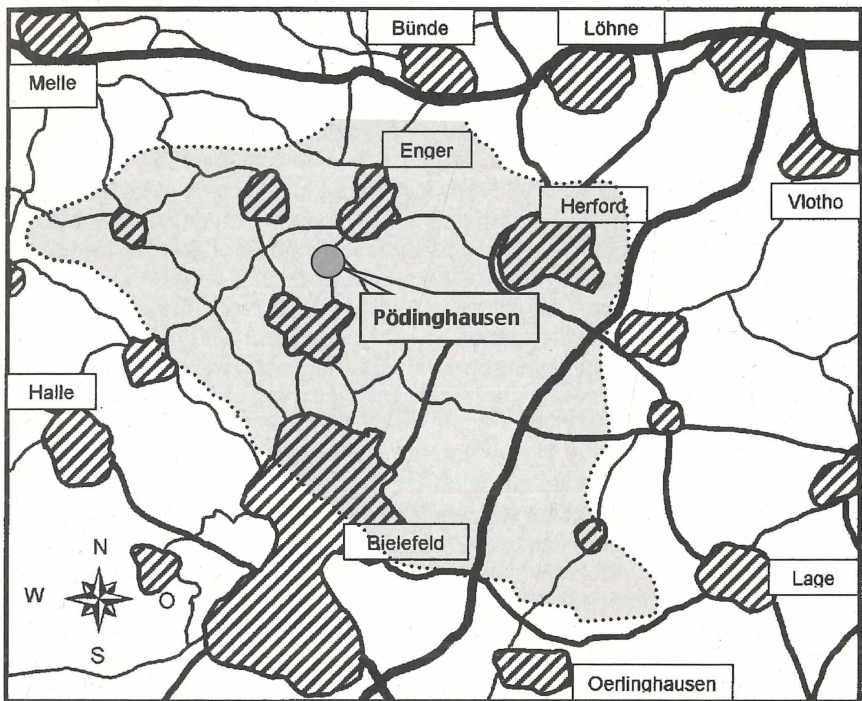 Bünde
Löhne
Melle
Enger
Herford
Vlotho
Pödinghausen
Halle
Bielefeld
N
W
O
S
Lage
Oerlinghausen